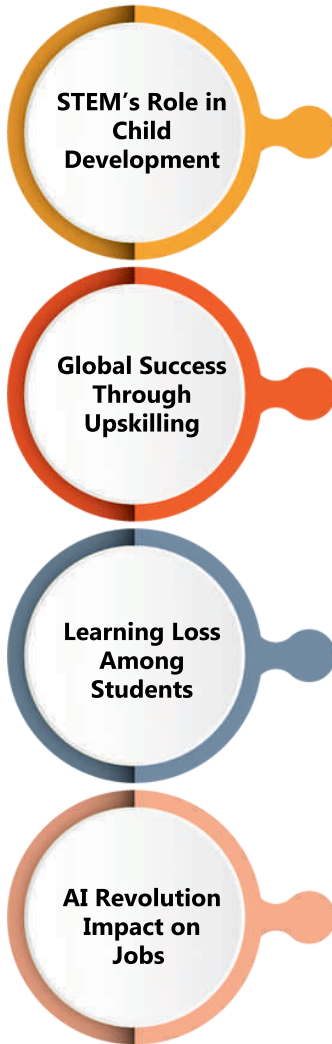 STEM’s Role in
Child
Development
Global Success
Through
Upskilling
Learning Loss
Among
Students
AI Revolution
Impact on
Jobs